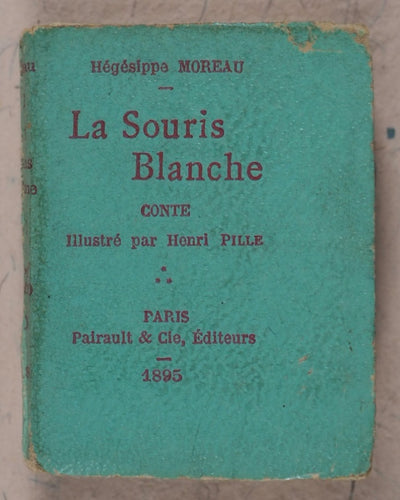 Hégésippe MOREAU
La Souris
Blanche
CONTE
Illustré par Henri PILLE
PARIS
Pairault & Cie, Éditeurs
1895